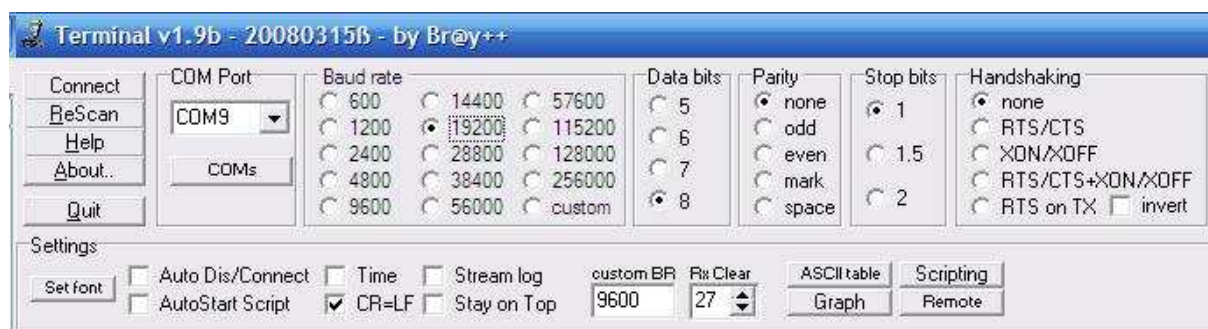 Terminal v1.9b - 20080315ß - by Br@y++
Connect
ReScan
Help
About..
Quit
COM Port
COM9
COMs
Baud rate
600 14400 57600
1200 19200 115200
2400 28800 128000
4800 38400 256000
9600 56000 custom
Data bits
5
6
7
8
Parity
none
odd
even
mark
space
Stop bits
1
1.5
2
Handshaking
none
RTS/CTS
XON/XOFF
RTS/CTS+XON/XOFF
RTS on TX invert
Settings
Set font
Auto Dis/Connect Time Stream log
AutoStart Script CR=LF Stay on Top
custom BR Rx Clear
9600 27
ASCII table Scripting
Graph Remote